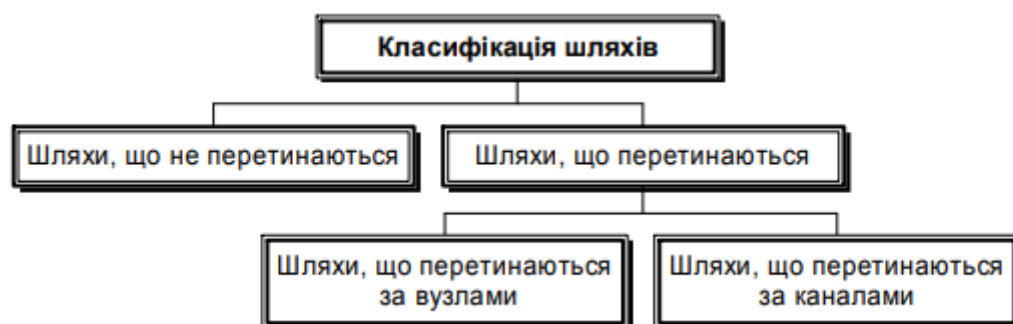 Класифікація шляхів
Шляхи, що не перетинаються
Шляхи, що перетинаються
Шляхи, що перетинаються
за вузлами
Шляхи, що перетинаються
за каналами